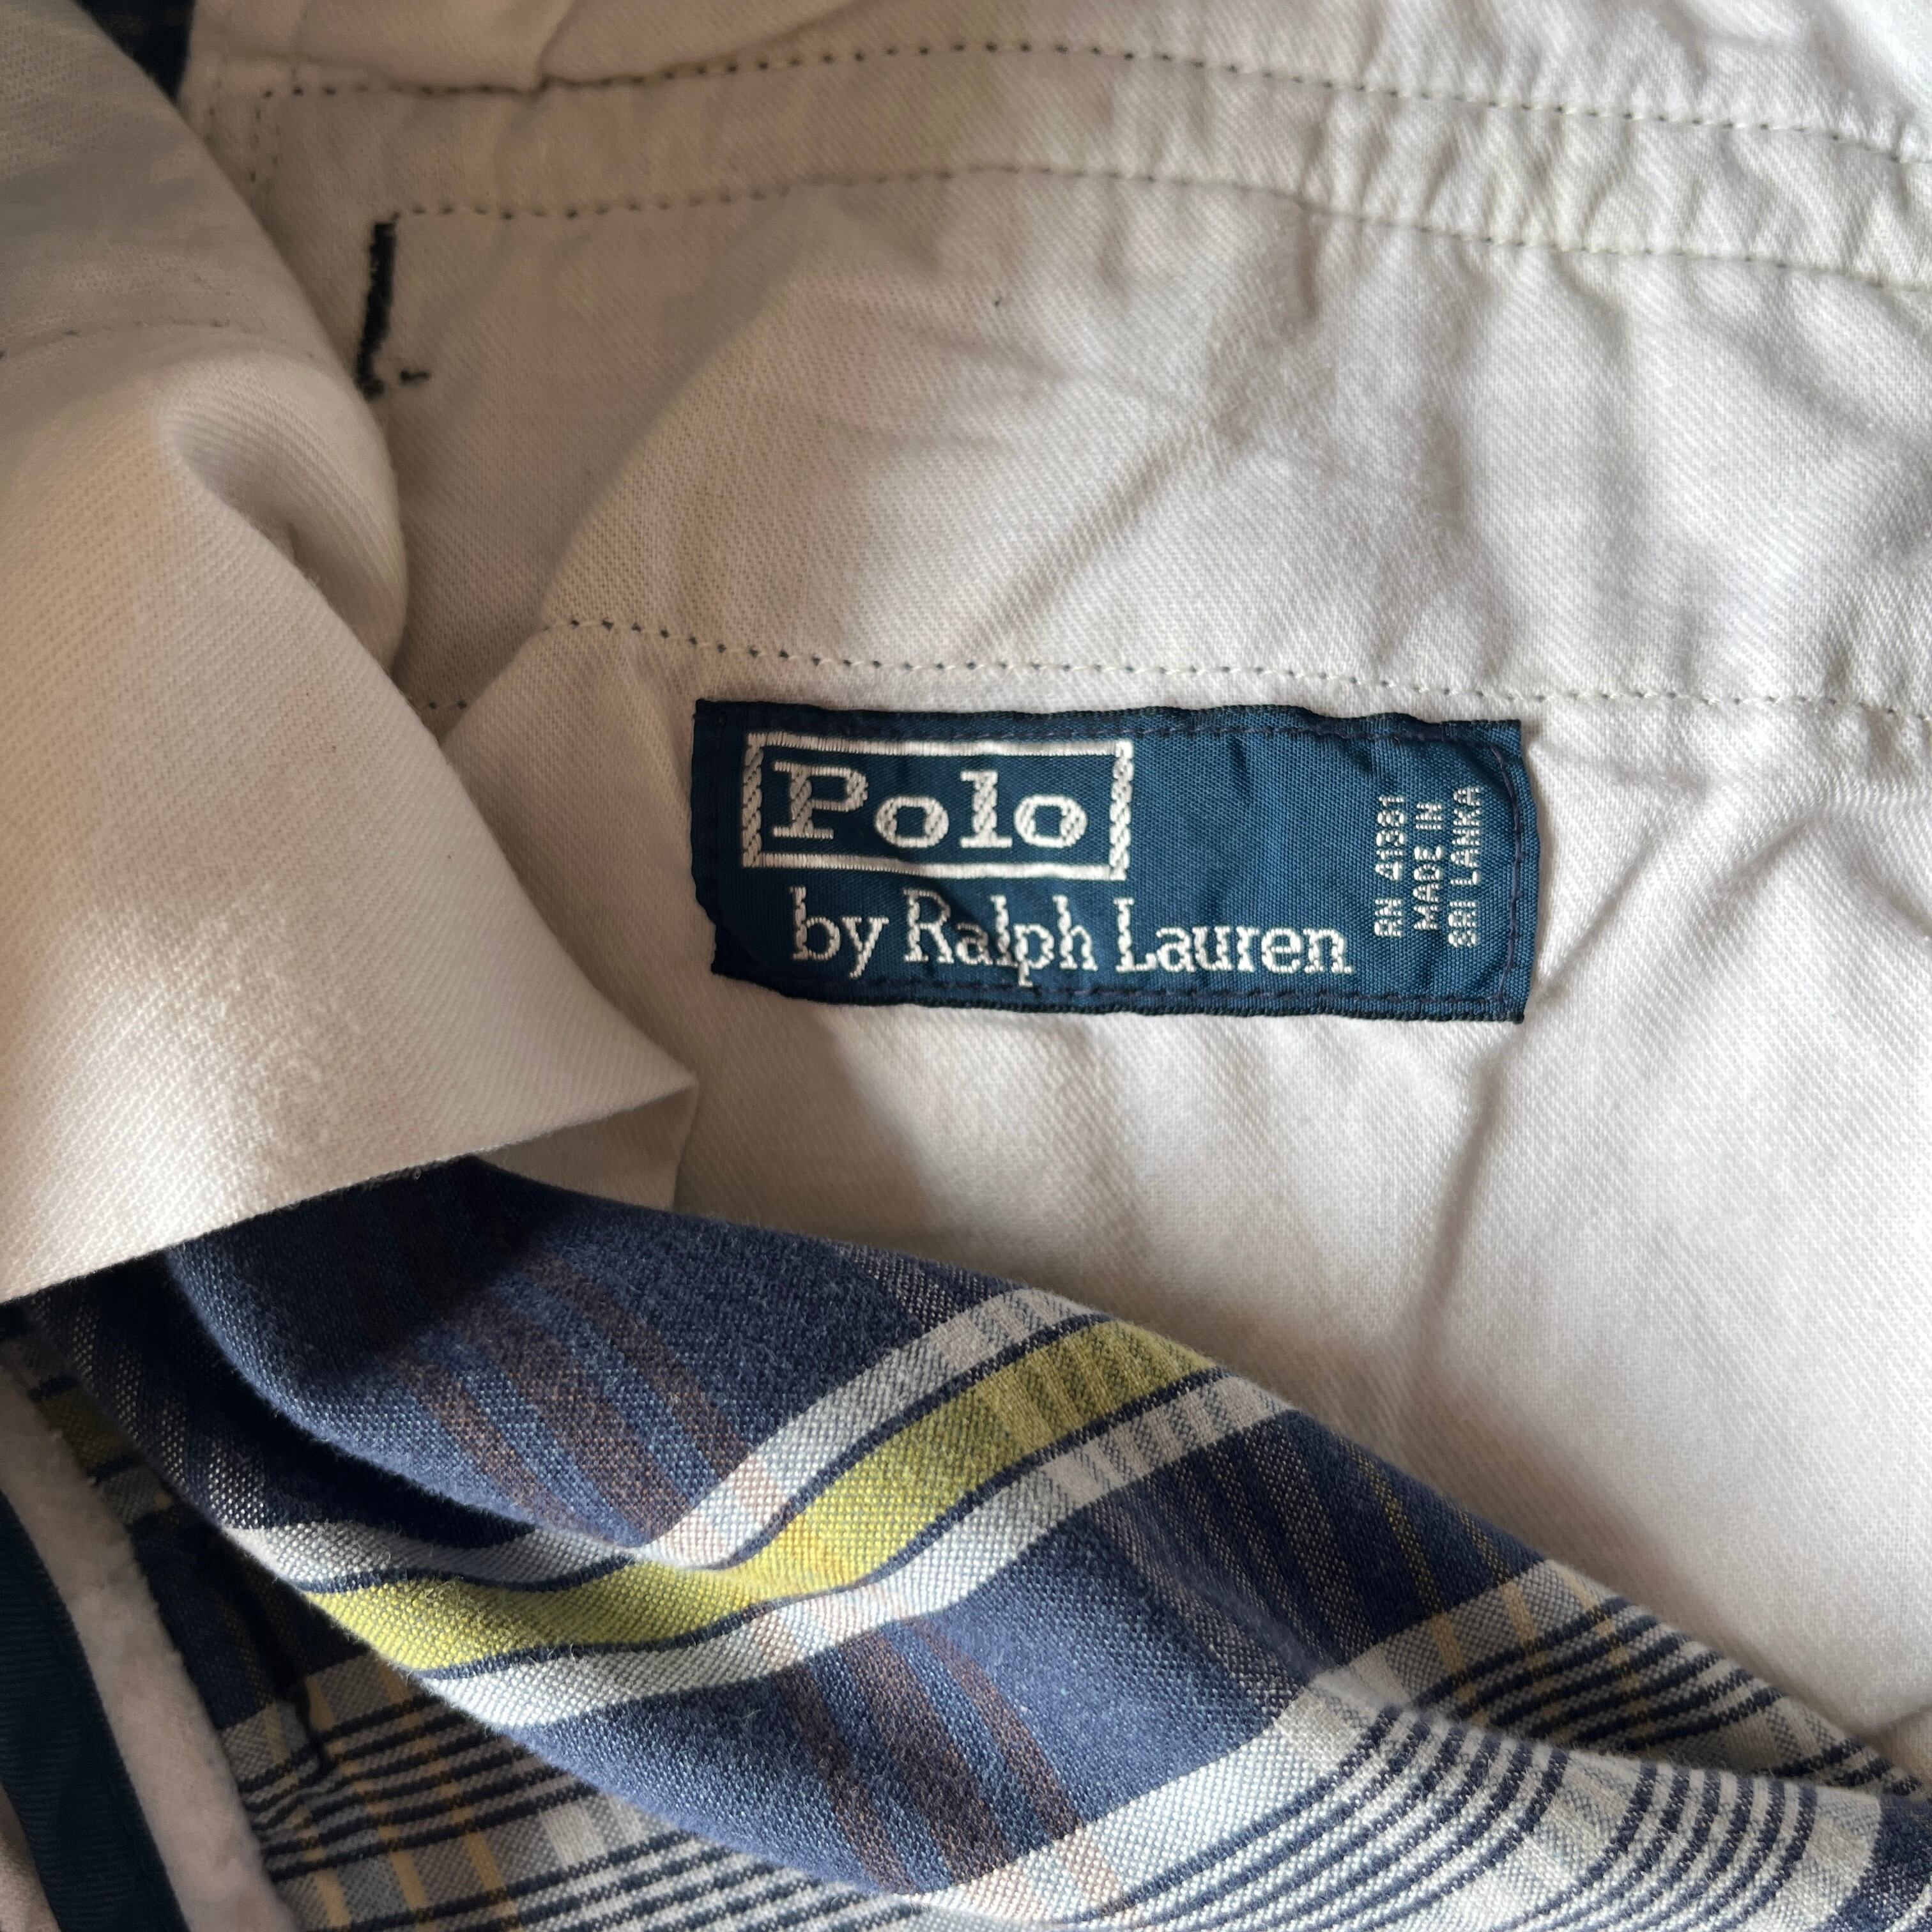 Polo
by Ralph Lauren
RN 41381
MADE IN
SRI LANKA